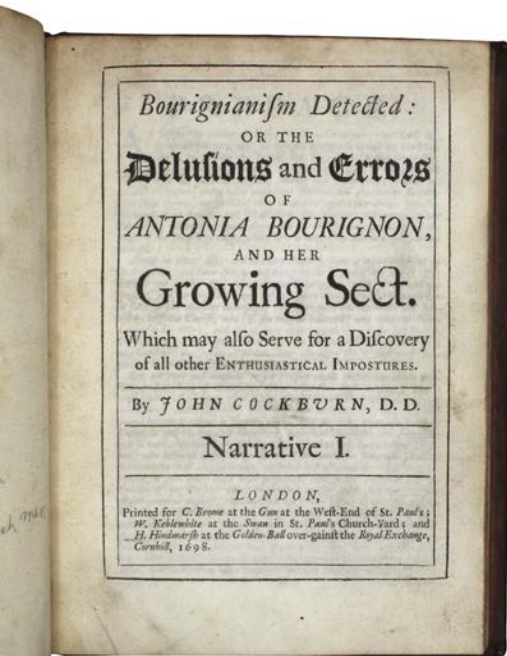 Bourignianiſm Detected:
OR THE
Deluſions and Errors
OF
ANTONIA BOURIGNON,
AND HER
Growing Sect.
Which may alſo Serve for a Diſcovery
of all other ENTHUSIASTICAL IMPOSTURES.
By JOHN COCKBURN, D. D.
Narrative I.
LONDON,
Printed for C. Brome at the Gun at the Weſt-End of St. Paul's;
W. Keblewhite at the Swan in St. Paul's Church-Yard; and
H. Hindmarſh at the Golden-Ball over-gainſt the Royal Exchange,
Cornhill, 1698.